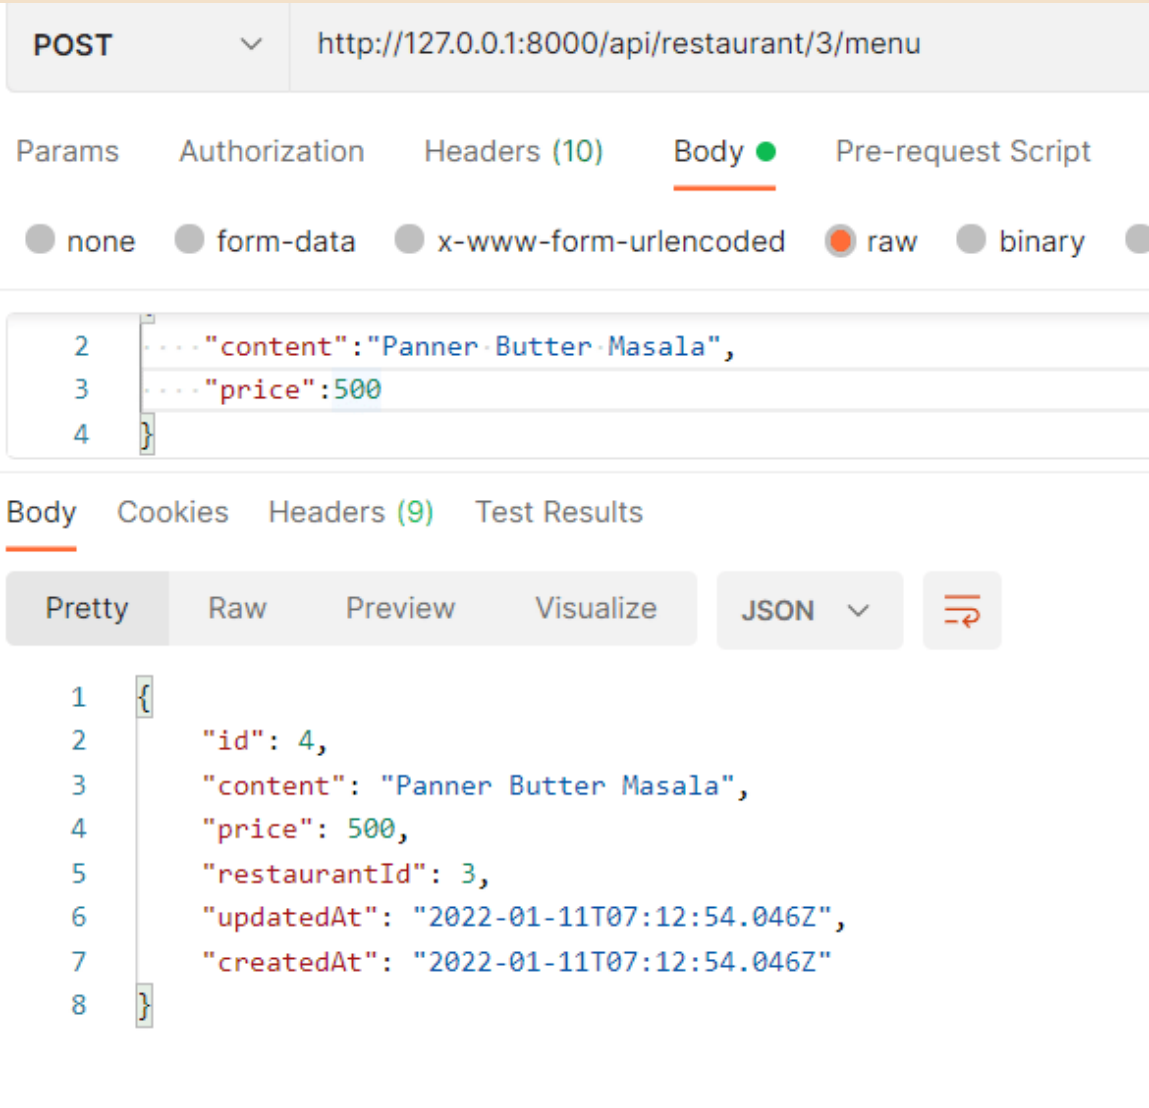 POST http://127.0.0.1:8000/api/restaurant/3/menu
Params Authorization Headers (10) Body Pre-request Script
none form-data x-www-form-urlencoded raw binary
2 "content":"Panner Butter Masala",
3 "price":500
4 }
Body Cookies Headers (9) Test Results
Pretty Raw Preview Visualize JSON
1 {
2 "id": 4,
3 "content": "Panner Butter Masala",
4 "price": 500,
5 "restaurantId": 3,
6 "updatedAt": "2022-01-11T07:12:54.046Z",
7 "createdAt": "2022-01-11T07:12:54.046Z"
8 }